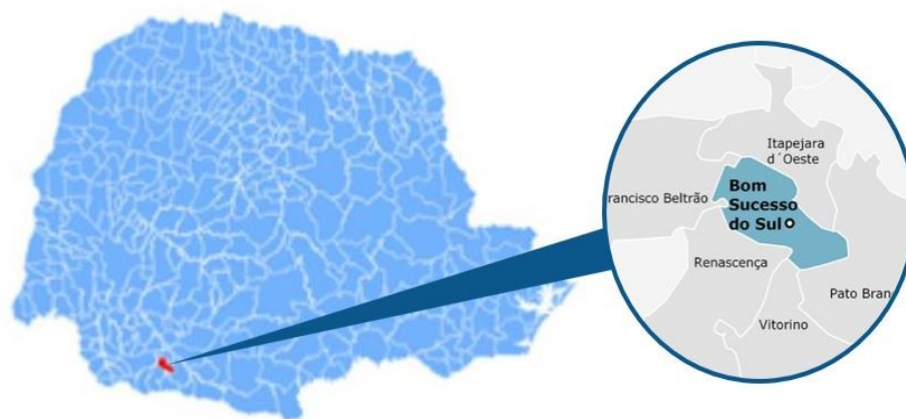 Itapejara
d´Oeste
Bom
Sucesso
do Sul
rancisco Beltrão
Renascença
Pato Bran
Vitorino